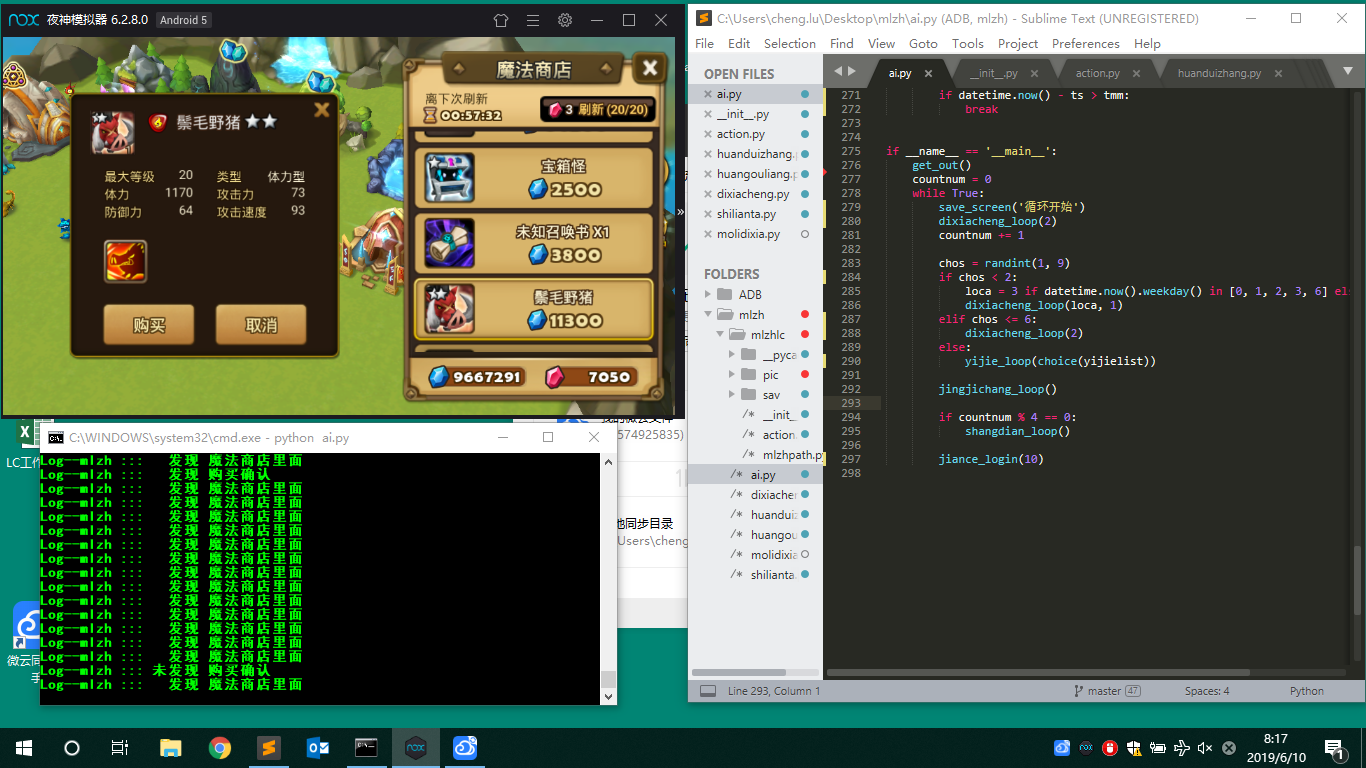 nox 夜神模拟器 6.2.8.0 Android 5
魔法商店
离下次刷新
00:57:32
3 刷新 (20/20)
鬃毛野猪
最大等级 20 类型 体力型
体力 1170 攻击力 73
防御力 64 攻击速度 93
购买 取消
宝箱怪
2500
未知召唤书 X1
3800
鬃毛野猪
11300
9667291 7050
C:\WINDOWS\system32\cmd.exe - python ai.py
Log--mlzh ::: 发现 魔法商店里面
Log--mlzh ::: 发现 购买确认
Log--mlzh ::: 发现 魔法商店里面
Log--mlzh ::: 发现 魔法商店里面
Log--mlzh ::: 发现 魔法商店里面
Log--mlzh ::: 发现 魔法商店里面
Log--mlzh ::: 发现 魔法商店里面
Log--mlzh ::: 发现 魔法商店里面
Log--mlzh ::: 发现 魔法商店里面
Log--mlzh ::: 发现 魔法商店里面
Log--mlzh ::: 发现 魔法商店里面
Log--mlzh ::: 发现 魔法商店里面
Log--mlzh ::: 发现 魔法商店里面
Log--mlzh ::: 发现 魔法商店里面
Log--mlzh ::: 发现 魔法商店里面
Log--mlzh ::: 未发现 购买确认
Log--mlzh ::: 发现 魔法商店里面
LC工作
微云同
手
574925835)
地同步目录
Users\cheng
C:\Users\cheng.lu\Desktop\mlzh\ai.py (ADB, mlzh) - Sublime Text (UNREGISTERED)
File Edit Selection Find View Goto Tools Project Preferences Help
OPEN FILES
ai.py
__init__.py
action.py
huanduizhang.
huangouliang.p
dixiacheng.py
shilianta.py
molidixia.py
FOLDERS
ADB
mlzh
mlzhlc
__pyca
pic
sav
/* __init_
/* action.
/* mlzhpath.py
/* ai.py
/* dixiacher
/* huanduiz
/* huangou
/* molidixia
/* shilianta.
ai.py __init__.py action.py huanduizhang.py
271 if datetime.now() - ts > tmm:
272 break
273
274
275 if __name__ == '__main__':
276 get_out()
277 countnum = 0
278 while True:
279 save_screen('循环开始')
280 dixiacheng_loop(2)
281 countnum += 1
282
283 chos = randint(1, 9)
284 if chos < 2:
285 loca = 3 if datetime.now().weekday() in [0, 1, 2, 3, 6] el
286 dixiacheng_loop(loca, 1)
287 elif chos <= 6:
288 dixiacheng_loop(2)
289 else:
290 yijie_loop(choice(yijielist))
291
292 jingjichang_loop()
293
294 if countnum % 4 == 0:
295 shangdian_loop()
296
297 jiance_login(10)
298
Line 293, Column 1 master 47 Spaces: 4 Python
8:17
2019/6/10
1